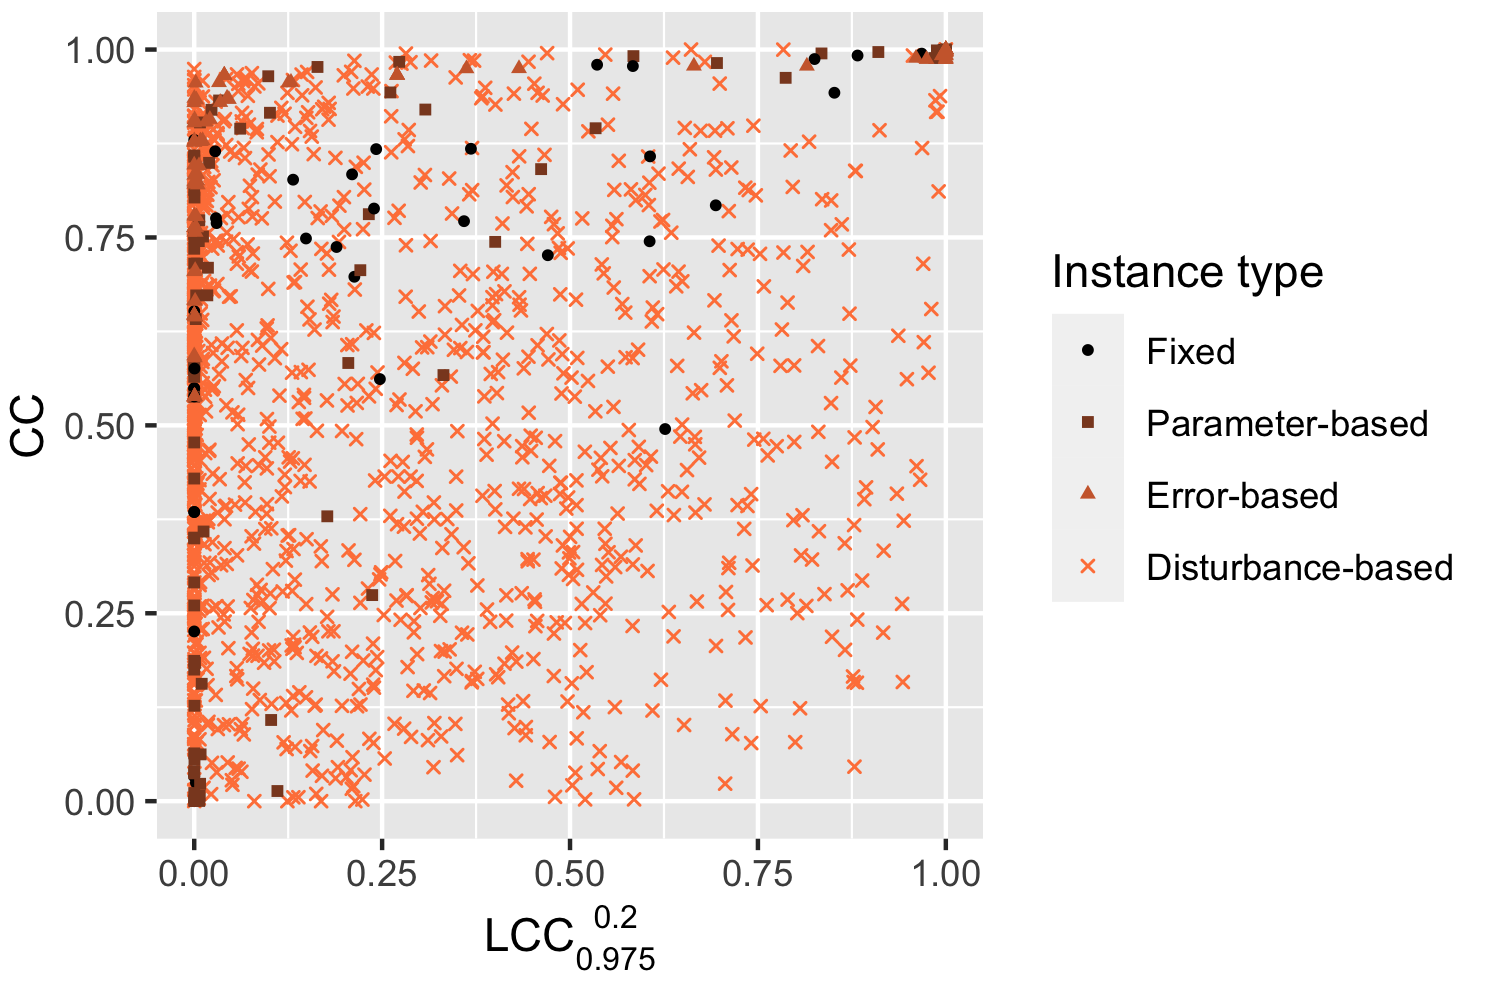 1.00
0.75
0.50
0.25
0.00
CC
0.00 0.25 0.50 0.75 1.00
LCC 0.2 0.975
Instance type
Fixed
Parameter-based
Error-based
Disturbance-based